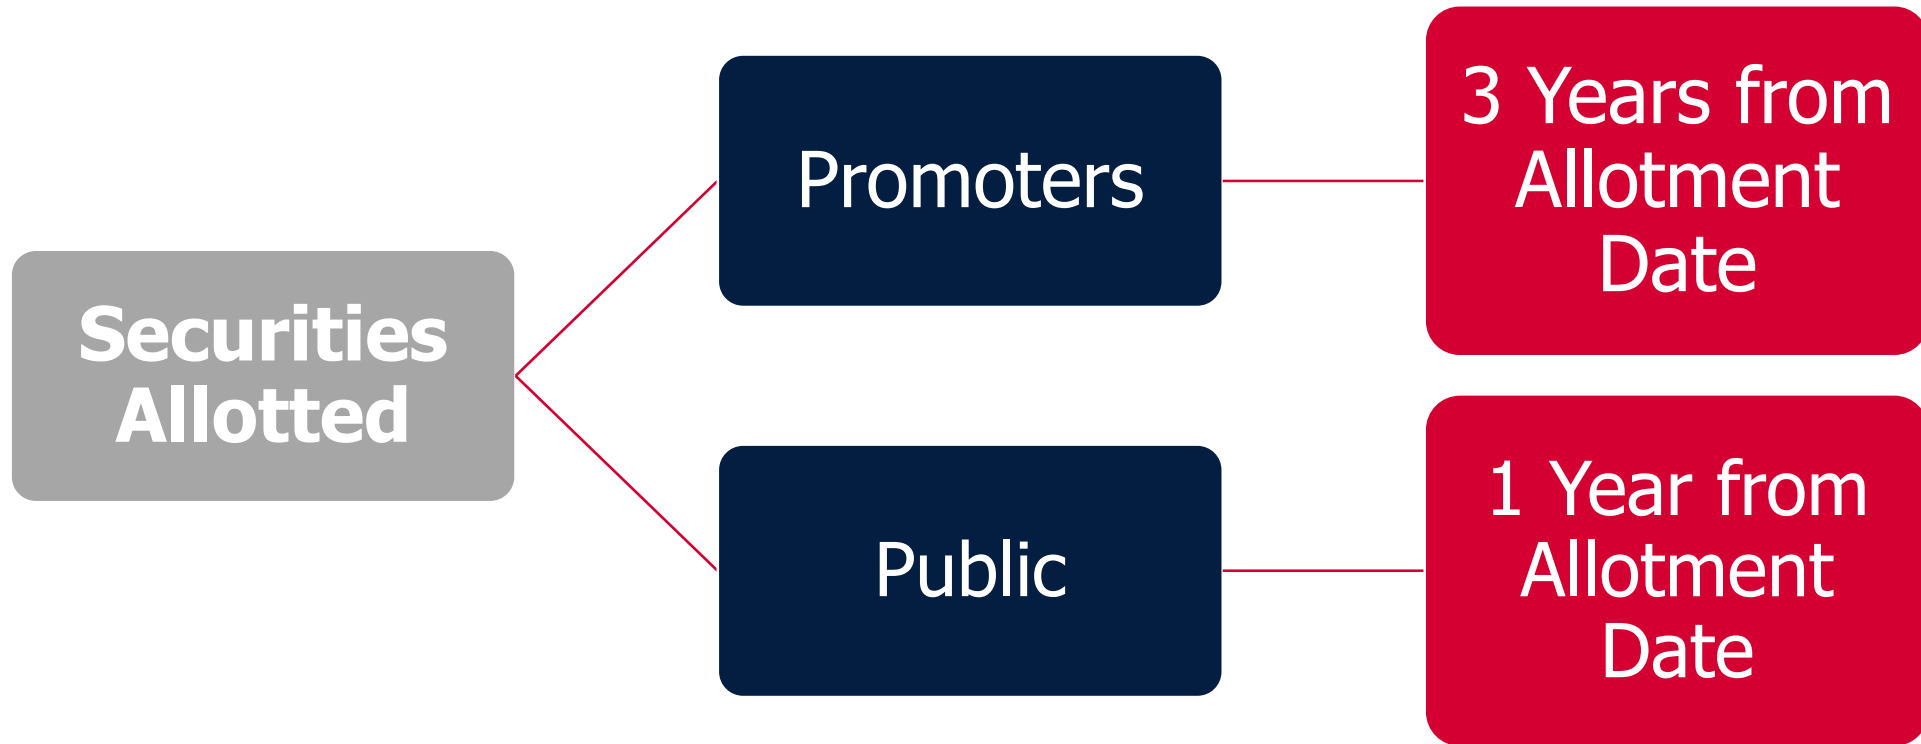 Securities
Allotted
Promoters
3 Years from
Allotment
Date
Public
1 Year from
Allotment
Date